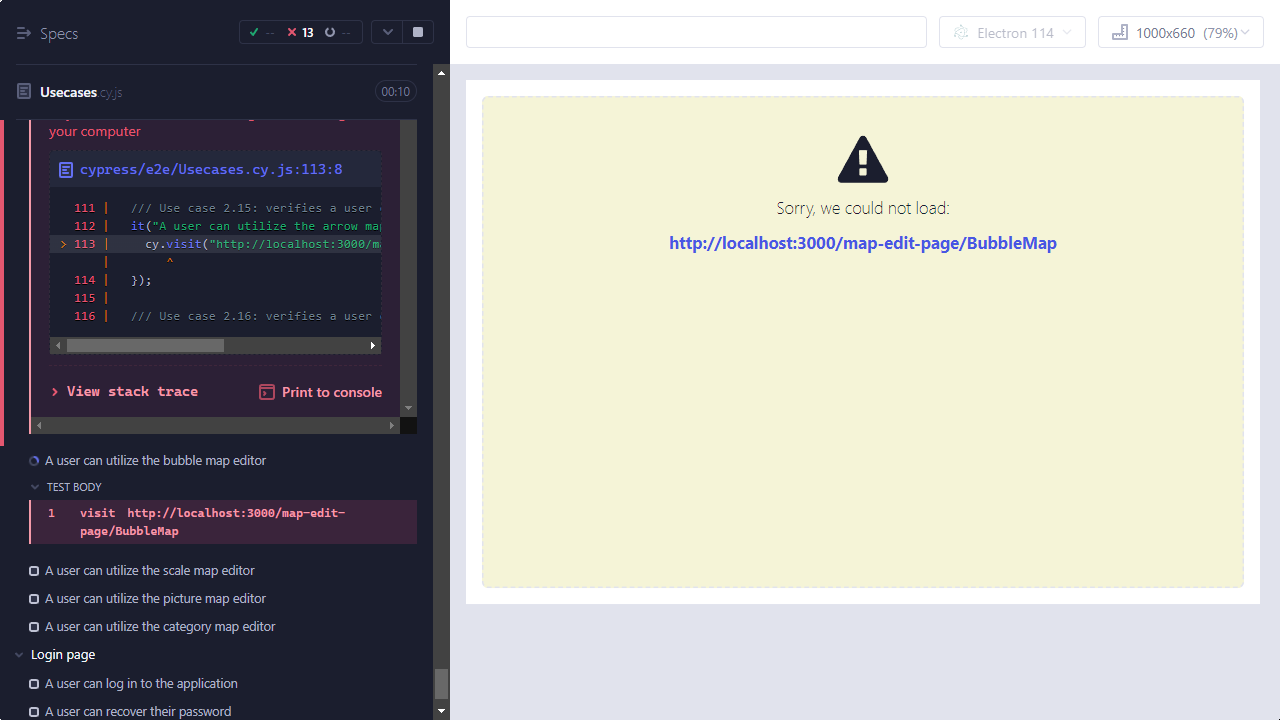 Specs
-- 13 --
Electron 114
1000x660 (79%)
Usecases.cy.js
00:10
your computer
cypress/e2e/Usecases.cy.js:113:8
111 | /// Use case 2.15: verifies a user
112 | it("A user can utilize the arrow map
> 113 | cy.visit("http://localhost:3000/ma
| ^
114 | });
115 |
116 | /// Use case 2.16: verifies a user
View stack trace
Print to console
A user can utilize the bubble map editor
TEST BODY
1 visit http://localhost:3000/map-edit-
page/BubbleMap
A user can utilize the scale map editor
A user can utilize the picture map editor
A user can utilize the category map editor
Login page
A user can log in to the application
A user can recover their password
Sorry, we could not load:
http://localhost:3000/map-edit-page/BubbleMap